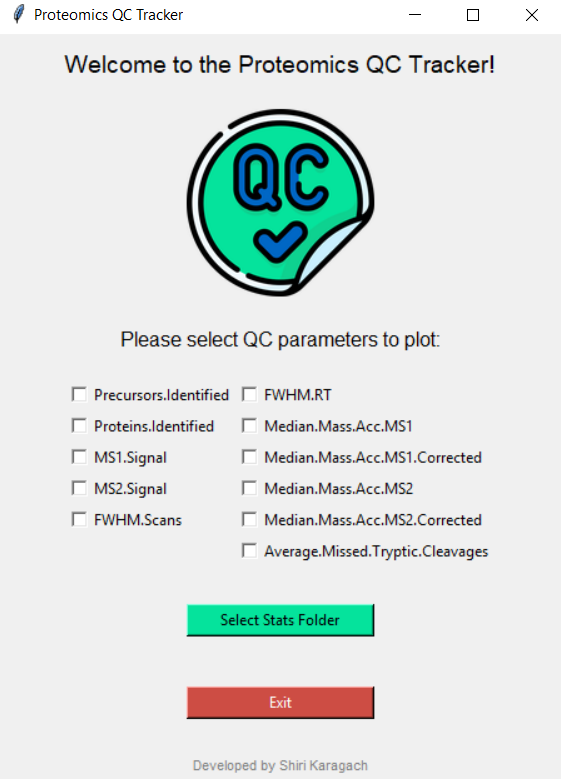 Proteomics QC Tracker
Welcome to the Proteomics QC Tracker!
QC
Please select QC parameters to plot:
Precursors.Identified
Proteins.Identified
MS1.Signal
MS2.Signal
FWHM.Scans
FWHM.RT
Median.Mass.Acc.MS1
Median.Mass.Acc.MS1.Corrected
Median.Mass.Acc.MS2
Median.Mass.Acc.MS2.Corrected
Average.Missed.Tryptic.Cleavages
Select Stats Folder
Exit
Developed by Shiri Karagach